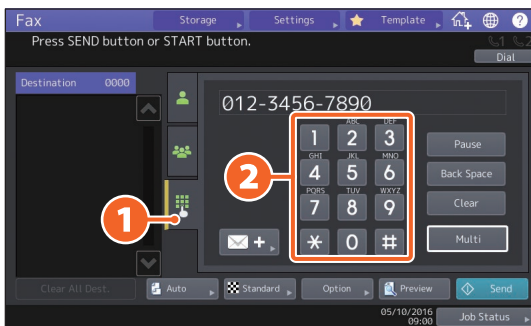 Fax
Storage
Settings
Template
?
Press SEND button or START button.
1
2
Dial
Destination 0000
012-3456-7890
ABC
DEF
1
2
3
Pause
GHI
JKL
MNO
4
5
6
Back Space
2
PQRS
TUV
WXYZ
7
8
9
Clear
1
+
*
0
#
Multi
Clear All Dest.
Auto
Standard
Option
Preview
Send
05/10/2016
09:00
Job Status